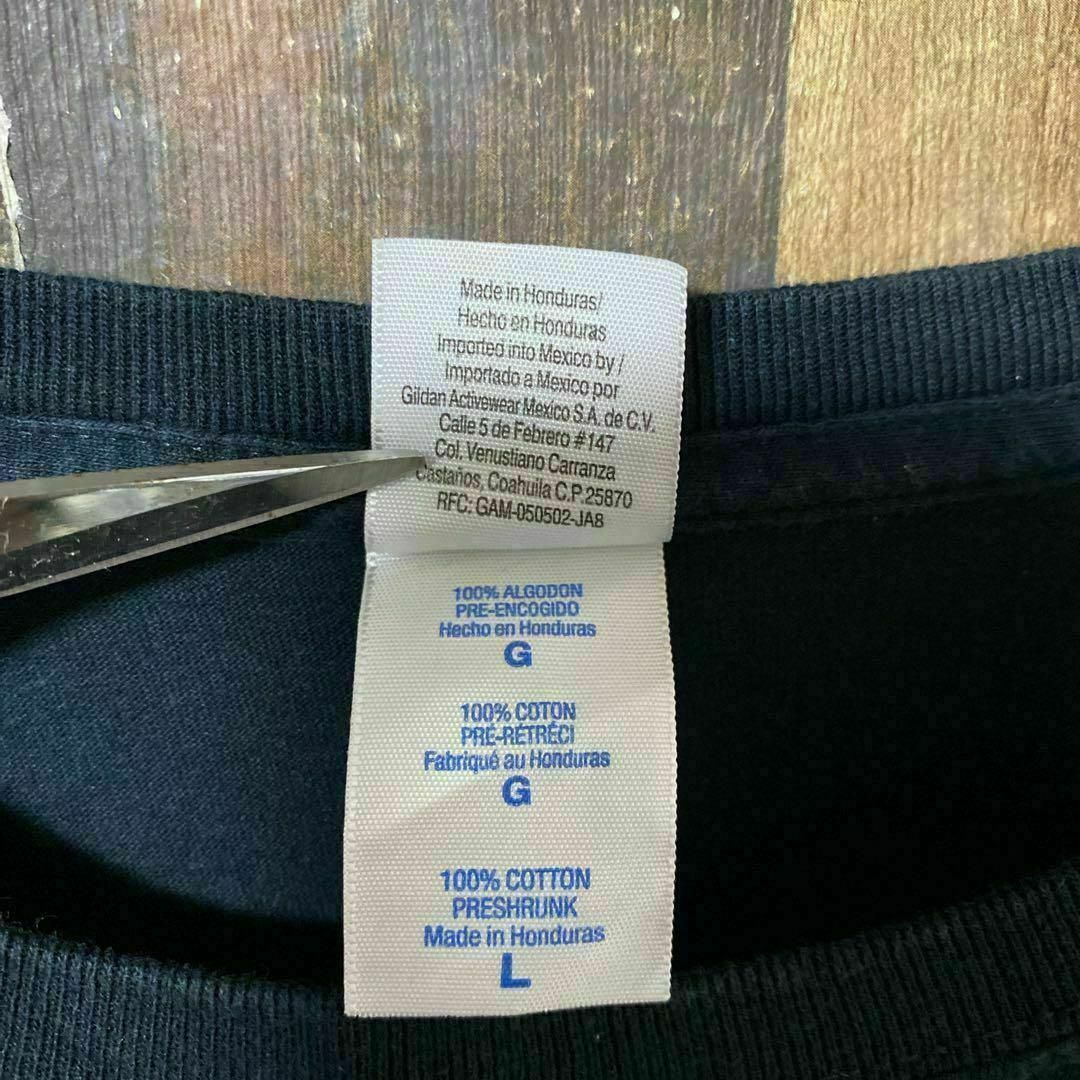 Made in Honduras/
Hecho en Honduras
Imported into Mexico by/
Importado a Mexico por
Gildan Activewear Mexico S.A. de C.V.
Calle 5 de Febrero #147
Col. Venustiano Carranza
Castaños, Coahuila C.P.25870
RFC: GAM-050502-JA8
100% ALGODON
PRE-ENCOGIDO
Hecho en Honduras
G
100% COTON
PRÉ-RÉTRÉCI
Fabriqué au Honduras
G
100% COTTON
PRESHRUNK
Made in Honduras
L